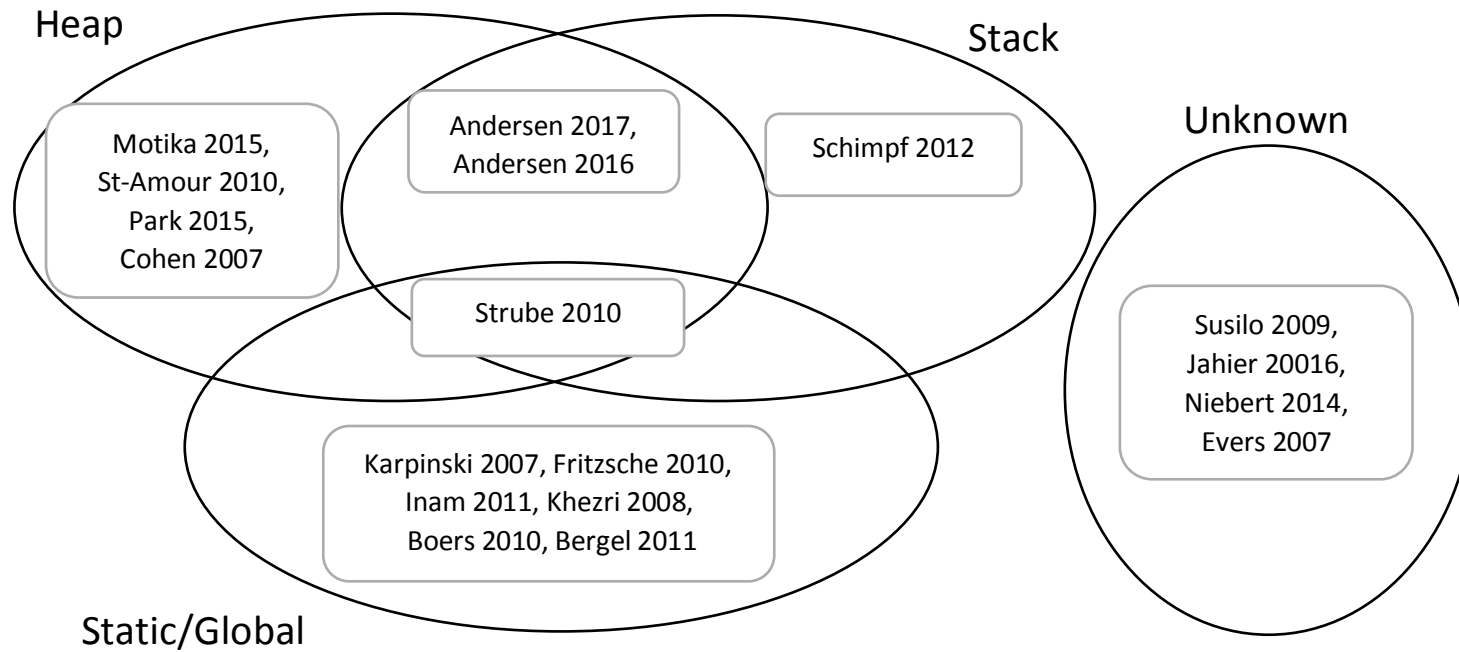 Heap
Stack
Unknown
Motika 2015,
St-Amour 2010,
Park 2015,
Cohen 2007
Andersen 2017,
Andersen 2016
Schimpf 2012
Strube 2010
Susilo 2009,
Jahier 20016,
Niebert 2014,
Evers 2007
Karpinski 2007, Fritzsche 2010,
Inam 2011, Khezri 2008,
Boers 2010, Bergel 2011
Static/Global